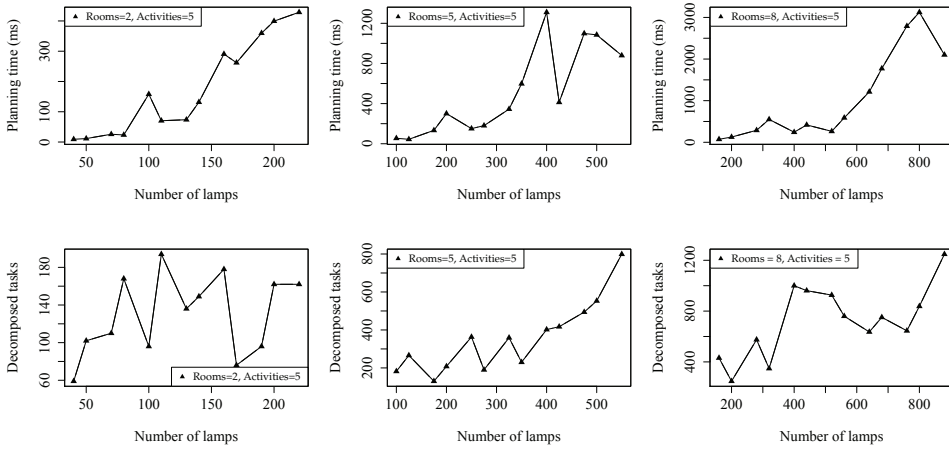 Rooms=2, Activities=5
Planning time (ms)
0 100 300
50 100 150 200
Number of lamps
Rooms=5, Activities=5
Planning time (ms)
0 400 800 1200
100 200 300 400 500
Number of lamps
Rooms=8, Activities=5
Planning time (ms)
0 1000 2000 3000
200 400 600 800
Number of lamps
Rooms=2, Activities=5
Decomposed tasks
60 100 140 180
50 100 150 200
Number of lamps
Rooms=5, Activities=5
Decomposed tasks
200 400 600 800
100 200 300 400 500
Number of lamps
Rooms = 8, Activities = 5
Decomposed tasks
400 800 1200
200 400 600 800
Number of lamps